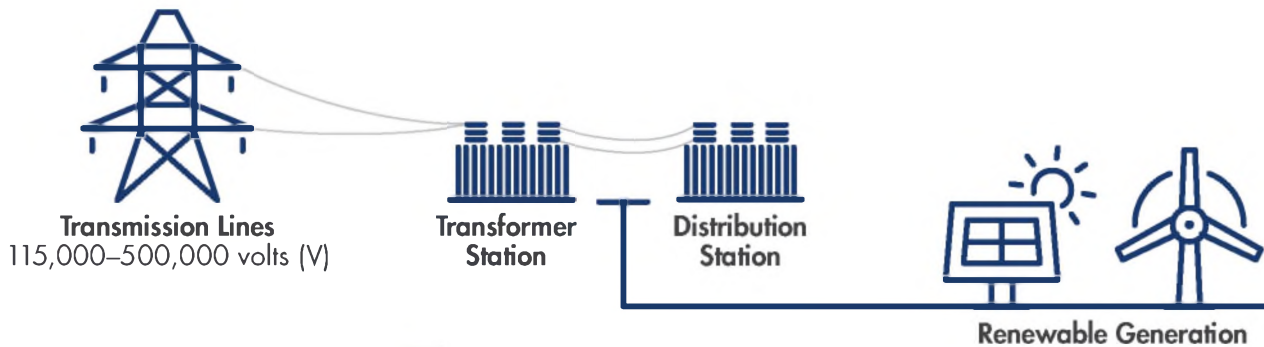 Transmission Lines
115,000–500,000 volts (V)
Transformer
Station
Distribution
Station
Renewable Generation